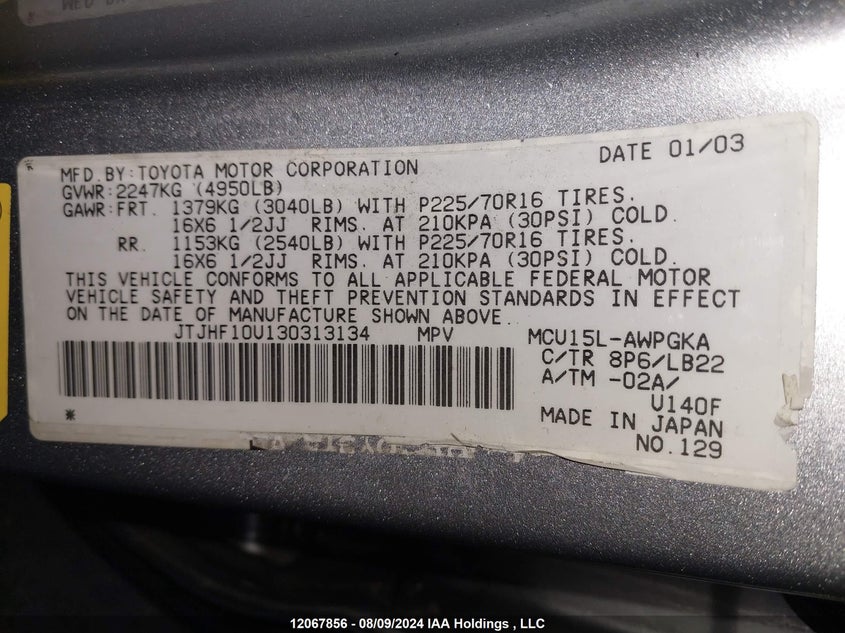 MFD.BY:TOYOTA MOTOR CORPORATION DATE 01/03
GVWR:2247KG (4950LB)
GAWR:FRT. 1379KG (3040LB) WITH P225/70R16 TIRES.
16X6 1/2JJ RIMS. AT 210KPA (30PSI) COLD.
RR. 1153KG (2540LB) WITH P225/70R16 TIRES.
16X6 1/2JJ RIMS. AT 210KPA (30PSI) COLD.
THIS VEHICLE CONFORMS TO ALL APPLICABLE FEDERAL MOTOR
VEHICLE SAFETY AND THEFT PREVENTION STANDARDS IN EFFECT
ON THE DATE OF MANUFACTURE SHOWN ABOVE.
JTJHF10U130313134 MPV MCU15L-AWPGKA
C/TR 8P6/LB22
A/TM -02A/
U140F
MADE IN JAPAN
NO.129
12067856 - 08/09/2024 IAA Holdings , LLC